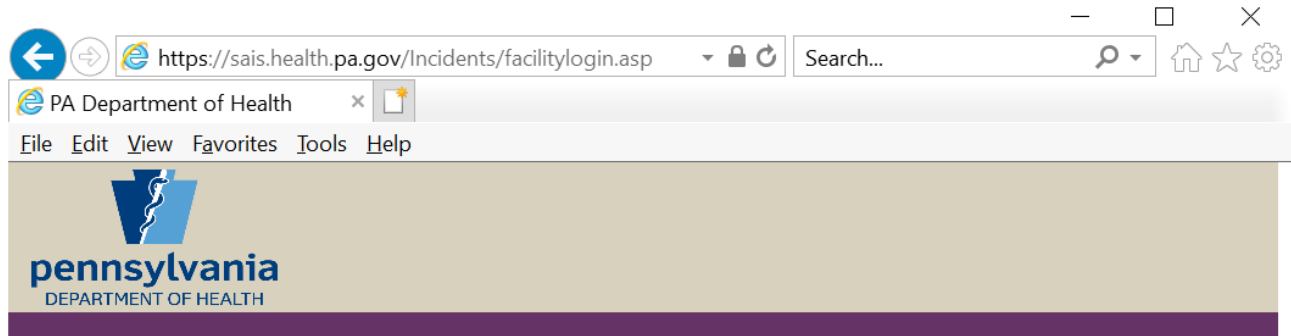 https://sais.health.pa.gov/Incidents/facilitylogin.asp Search...
PA Department of Health
File Edit View Favorites Tools Help
pennsylvania
DEPARTMENT OF HEALTH